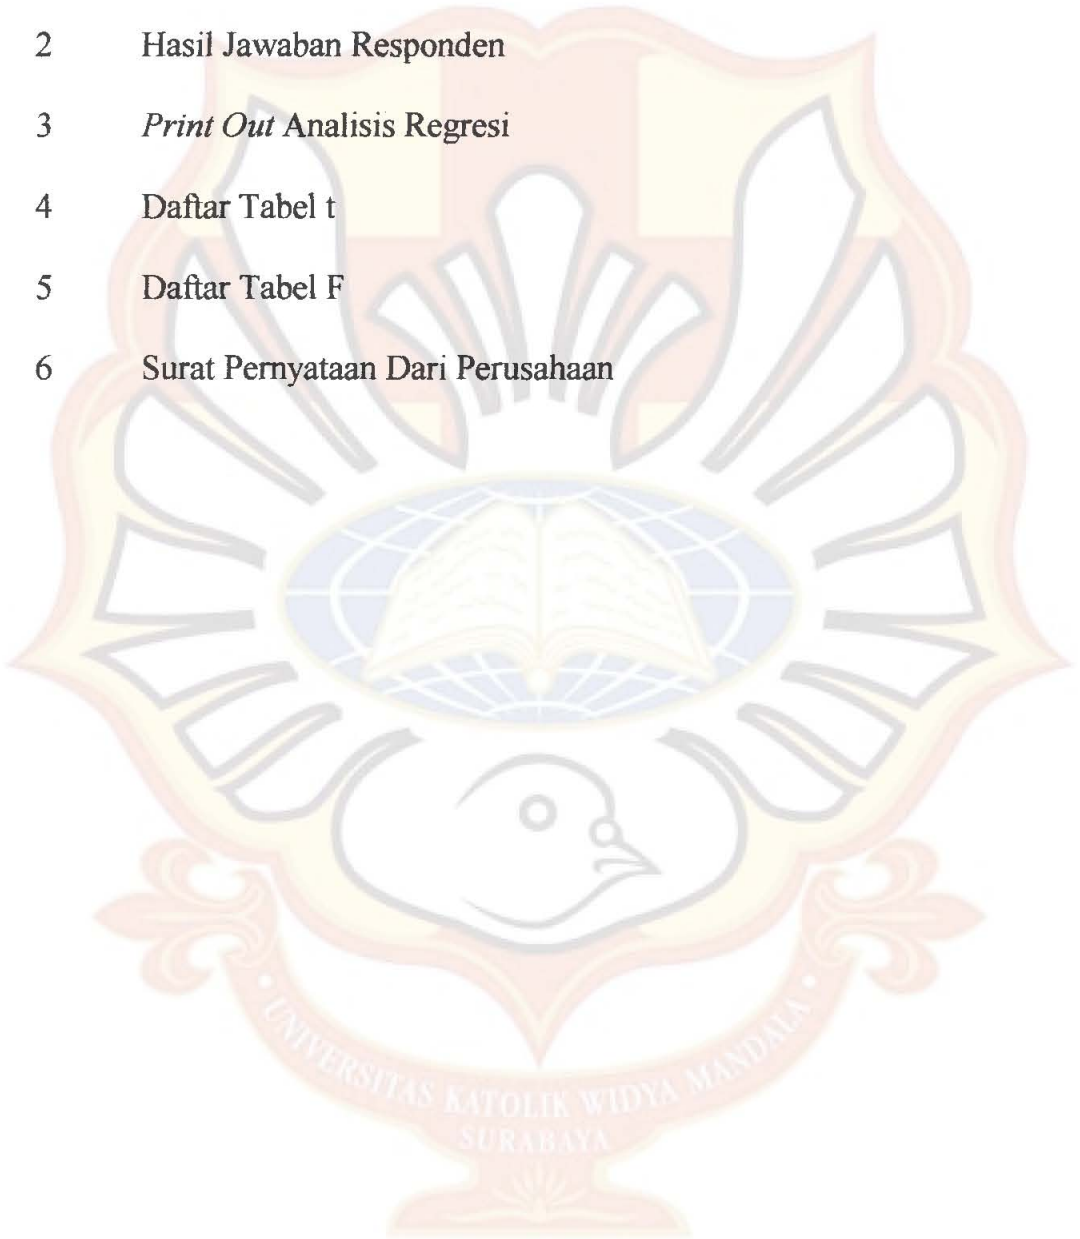 2 Hasil Jawaban Responden
3 Print Out Analisis Regresi
4 Daftar Tabel t
5 Daftar Tabel F
6 Surat Pernyataan Dari Perusahaan
UNIVERSITAS KATOLIK WIDYA MANDALA
SURABAYA